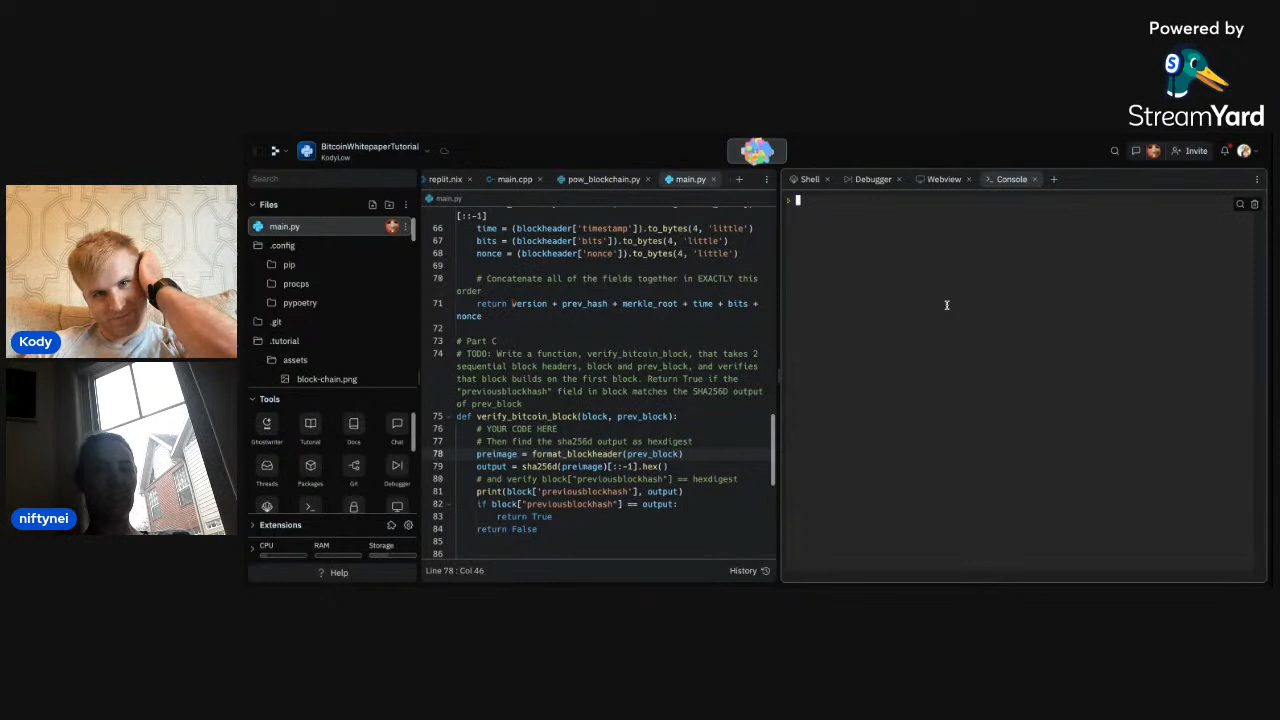 Powered by
S
StreamYard
BitcoinWhitepaperTutorial
KodyLow
Invite
Search
Files
main.py
.config
pip
procps
pypoetry
.git
.tutorial
assets
block-chain.png
Tools
Ghostwriter
Tutorial
Docs
Chat
Threads
Packages
Git
Debugger
Extensions
CPU
RAM
Storage
? Help
replit.nix
main.cpp
pow_blockchain.py
main.py
main.py
[::-1]
66 time = (blockheader['timestamp']).to_bytes(4, 'little')
67 bits = (blockheader['bits']).to_bytes(4, 'little')
68 nonce = (blockheader['nonce']).to_bytes(4, 'little')
69
70 # Concatenate all of the fields together in EXACTLY this
order
71 return version + prev_hash + merkle_root + time + bits +
nonce
72
73 # Part C
74 # TODO: Write a function, verify_bitcoin_block, that takes 2
sequential block headers, block and prev_block, and verifies
that block builds on the first block. Return True if the
"previousblockhash" field in block matches the SHA256D output
of prev_block
75 def verify_bitcoin_block(block, prev_block):
76 # YOUR CODE HERE
77 # Then find the sha256d output as hexdigest
78 preimage = format_blockheader(prev_block)
79 output = sha256d(preimage)[::-1].hex()
80 # and verify block["previousblockhash"] == hexdigest
81 print(block['previousblockhash'], output)
82 if block["previousblockhash"] == output:
83 return True
84 return False
85
86
Line 78 : Col 46
History
Shell
Debugger
Webview
Console
Kody
niftynei